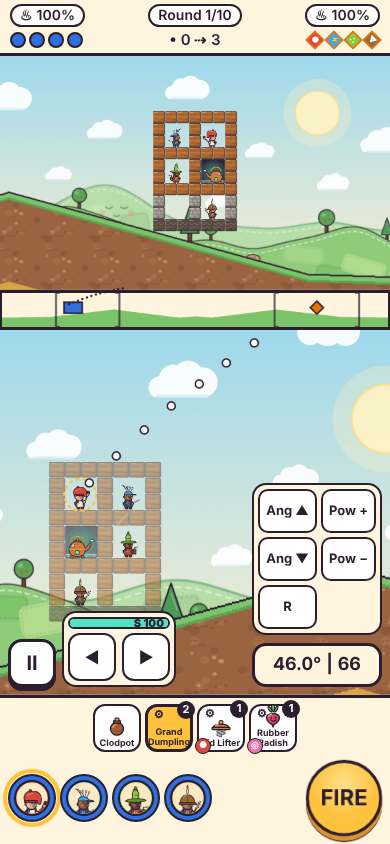 ♨ 100%
Round 1/10
♨ 100%
• 0 ⇢ 3
Ang ▲
Pow +
Ang ▼
Pow −
R
S 100
II
◀
▶
46.0° | 66
Clodpot
2
Grand
Dumpling
1
d Lifter
1
Rubber
Radish
FIRE